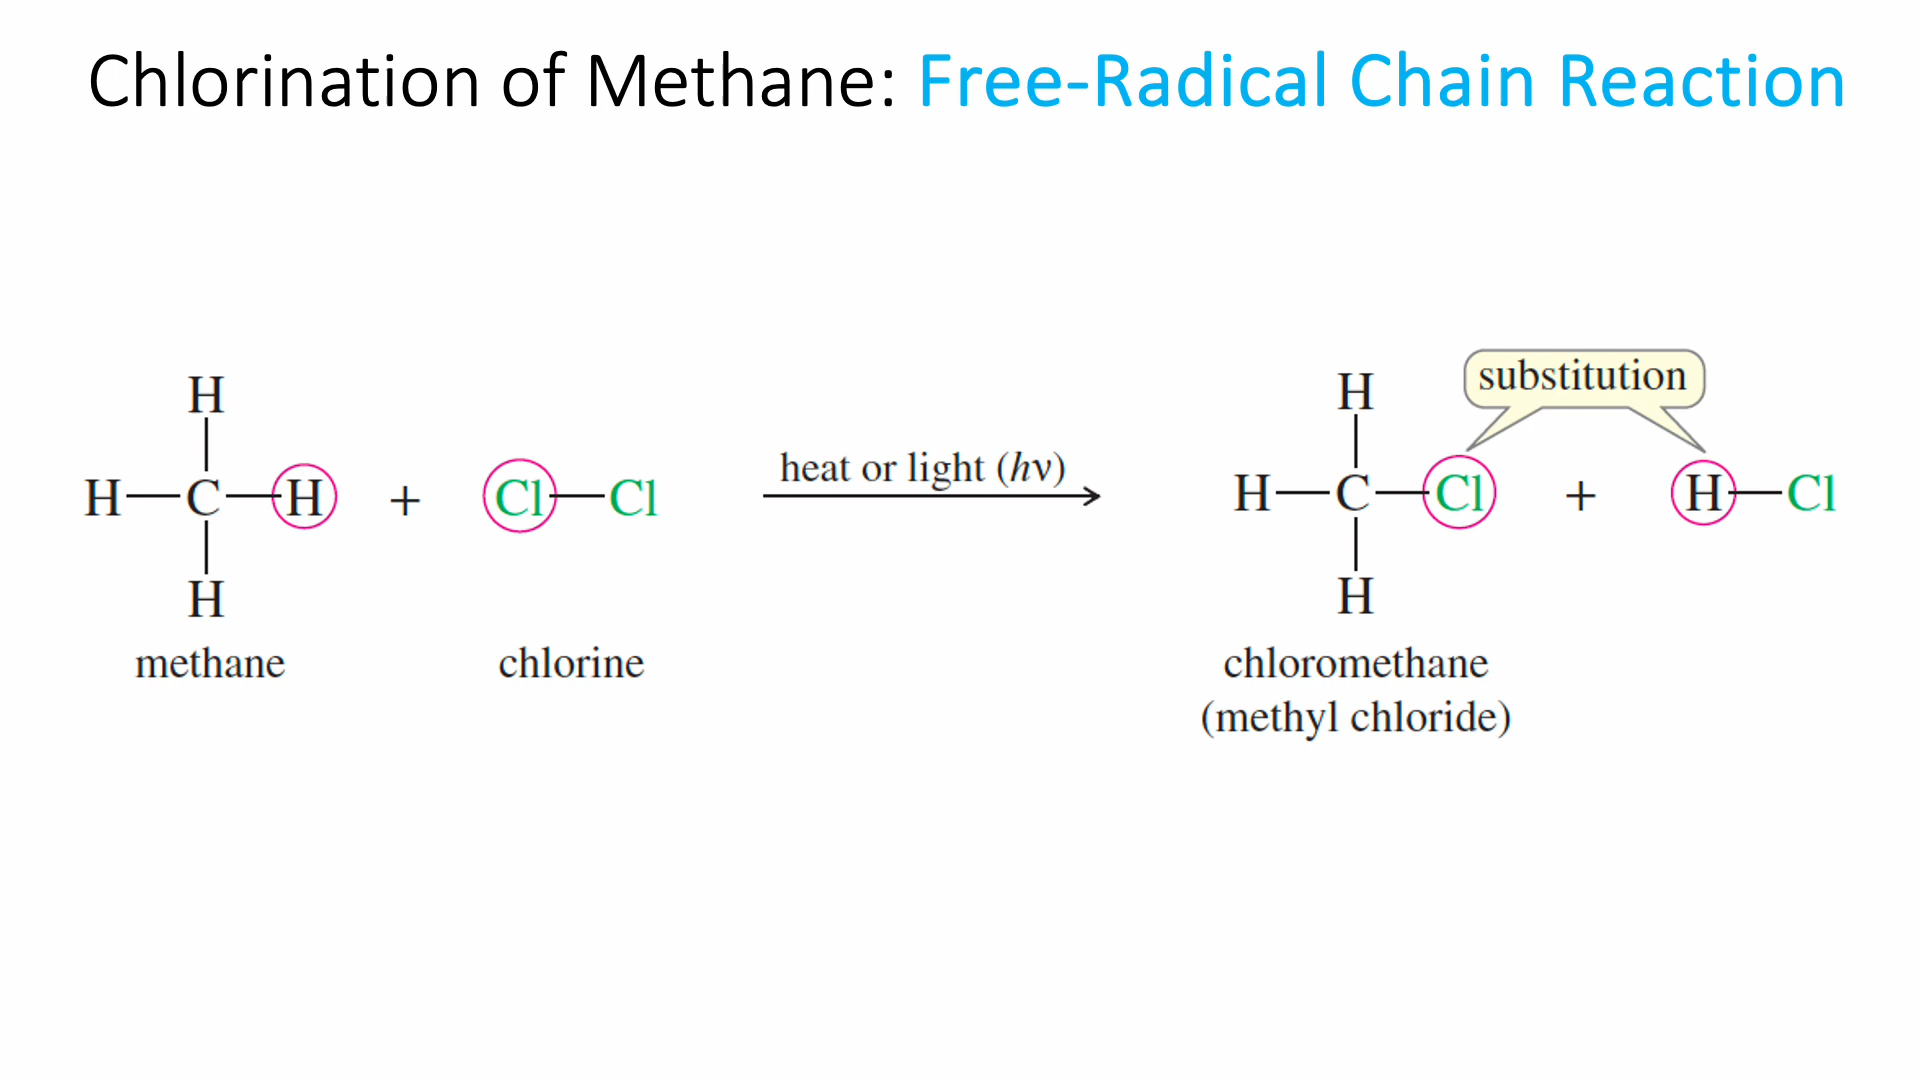 Chlorination of Methane: Free-Radical Chain Reaction
substitution
H H
heat or light (hν)
H—C—H + Cl—Cl H—C—Cl + H—Cl
H H
methane chlorine chloromethane
(methyl chloride)